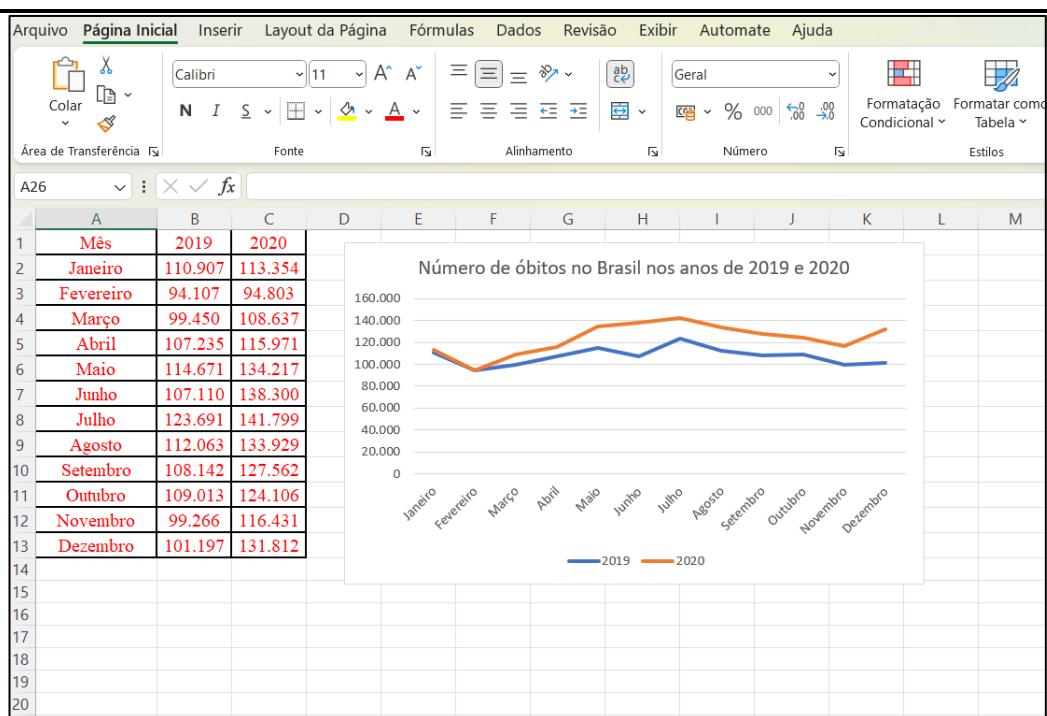 Arquivo Página Inicial Inserir Layout da Página Fórmulas Dados Revisão Exibir Automate Ajuda
Colar
Calibri 11 A^ Aˇ
N I S A
ab
Geral
% 000 ,00 ,00
Formatação Condicional
Formatar como Tabela
Área de Transferência Fonte Alinhamento Número Estilos
A26 fx
A B C D E F G H I J K L M
1 Mês 2019 2020
2 Janeiro 110.907 113.354
3 Fevereiro 94.107 94.803
4 Março 99.450 108.637
5 Abril 107.235 115.971
6 Maio 114.671 134.217
7 Junho 107.110 138.300
8 Julho 123.691 141.799
9 Agosto 112.063 133.929
10 Setembro 108.142 127.562
11 Outubro 109.013 124.106
12 Novembro 99.266 116.431
13 Dezembro 101.197 131.812
14
15
16
17
18
19
20
Número de óbitos no Brasil nos anos de 2019 e 2020
160.000
140.000
120.000
100.000
80.000
60.000
40.000
20.000
0
Janeiro Fevereiro Março Abril Maio Junho Julho Agosto Setembro Outubro Novembro Dezembro
2019 2020